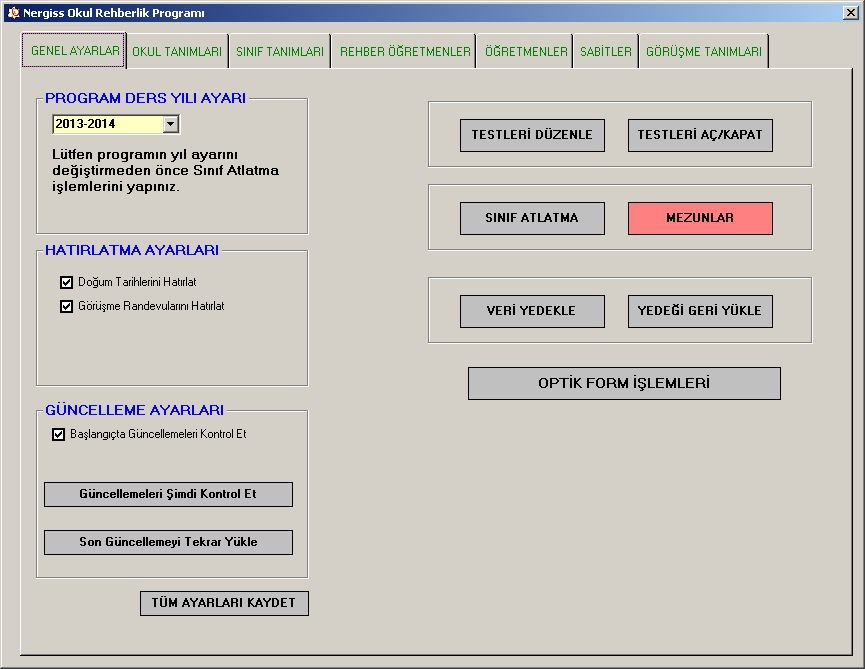 Nergiss Okul Rehberlik Programı
GENEL AYARLAR
OKUL TANIMLARI
SINIF TANIMLARI
REHBER ÖĞRETMENLER
ÖĞRETMENLER
SABİTLER
GÖRÜŞME TANIMLARI
PROGRAM DERS YILI AYARI
2013-2014
Lütfen programın yıl ayarını
değiştirmeden önce Sınıf Atlatma
işlemlerini yapınız.
HATIRLATMA AYARLARI
Doğum Tarihlerini Hatırlat
Görüşme Randevularını Hatırlat
GÜNCELLEME AYARLARI
Başlangıçta Güncellemeleri Kontrol Et
Güncellemeleri Şimdi Kontrol Et
Son Güncellemeyi Tekrar Yükle
TÜM AYARLARI KAYDET
TESTLERİ DÜZENLE
TESTLERİ AÇ/KAPAT
SINIF ATLATMA
MEZUNLAR
VERİ YEDEKLE
YEDEĞİ GERİ YÜKLE
OPTİK FORM İŞLEMLERİ